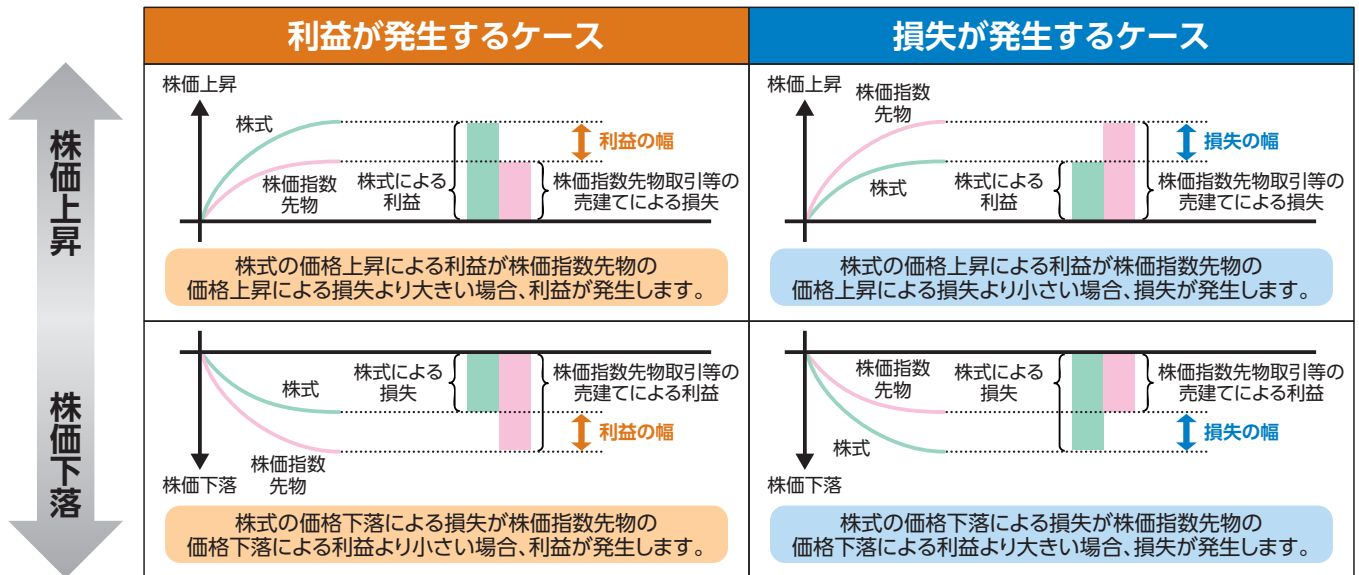 利益が発生するケース
損失が発生するケース
株価上昇
株価下落
株価上昇
株式
株価指数
先物
株式による
利益
利益の幅
株価指数先物取引等の
売建てによる損失
株式の価格上昇による利益が株価指数先物の
価格上昇による損失より大きい場合、利益が発生します。
株価上昇
株価指数
先物
株式
株式による
利益
損失の幅
株価指数先物取引等の
売建てによる損失
株式の価格上昇による利益が株価指数先物の
価格上昇による損失より小さい場合、損失が発生します。
株式
株価指数
先物
株価下落
株式による
損失
株価指数先物取引等の
売建てによる利益
利益の幅
株式の価格下落による損失が株価指数先物の
価格下落による利益より小さい場合、利益が発生します。
株価指数
先物
株式
株価下落
株式による
損失
株価指数先物取引等の
売建てによる利益
損失の幅
株式の価格下落による損失が株価指数先物の
価格下落による利益より大きい場合、損失が発生します。